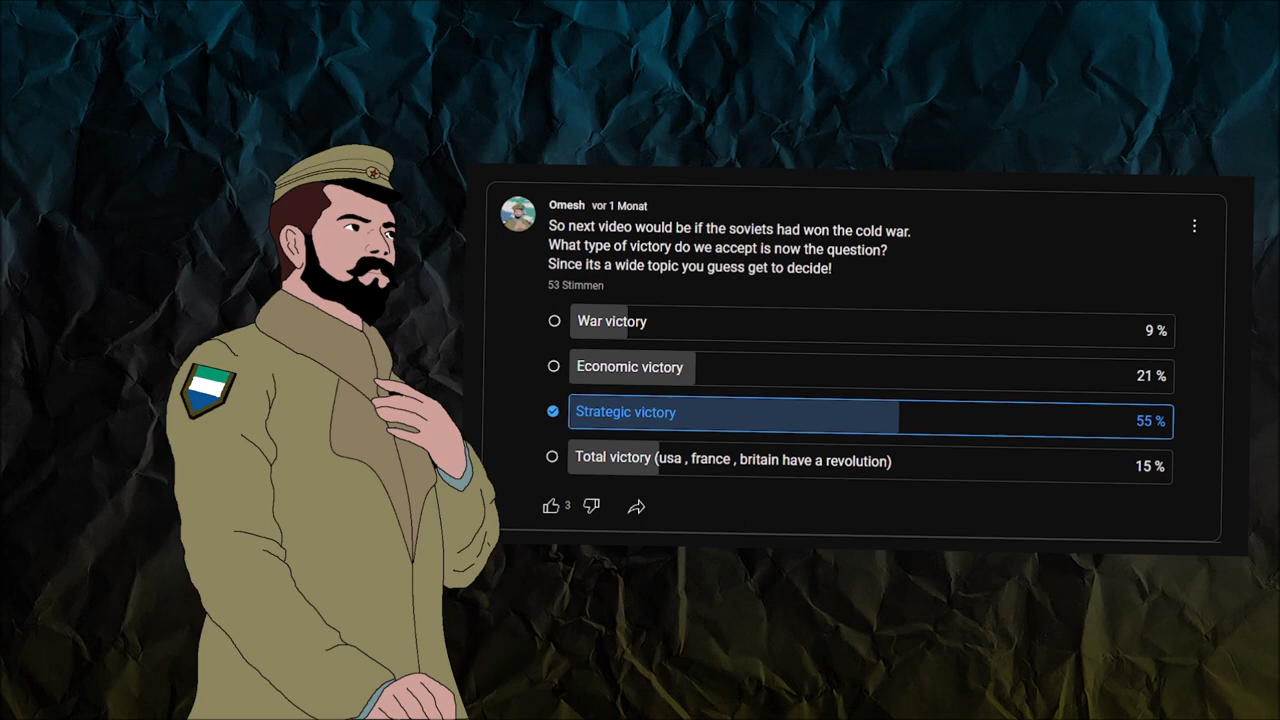 Omesh vor 1 Monat
So next video would be if the soviets had won the cold war.
What type of victory do we accept is now the question?
Since its a wide topic you guess get to decide!
53 Stimmen
War victory 9 %
Economic victory 21 %
Strategic victory 55 %
Total victory (usa , france , britain have a revolution) 15 %
3